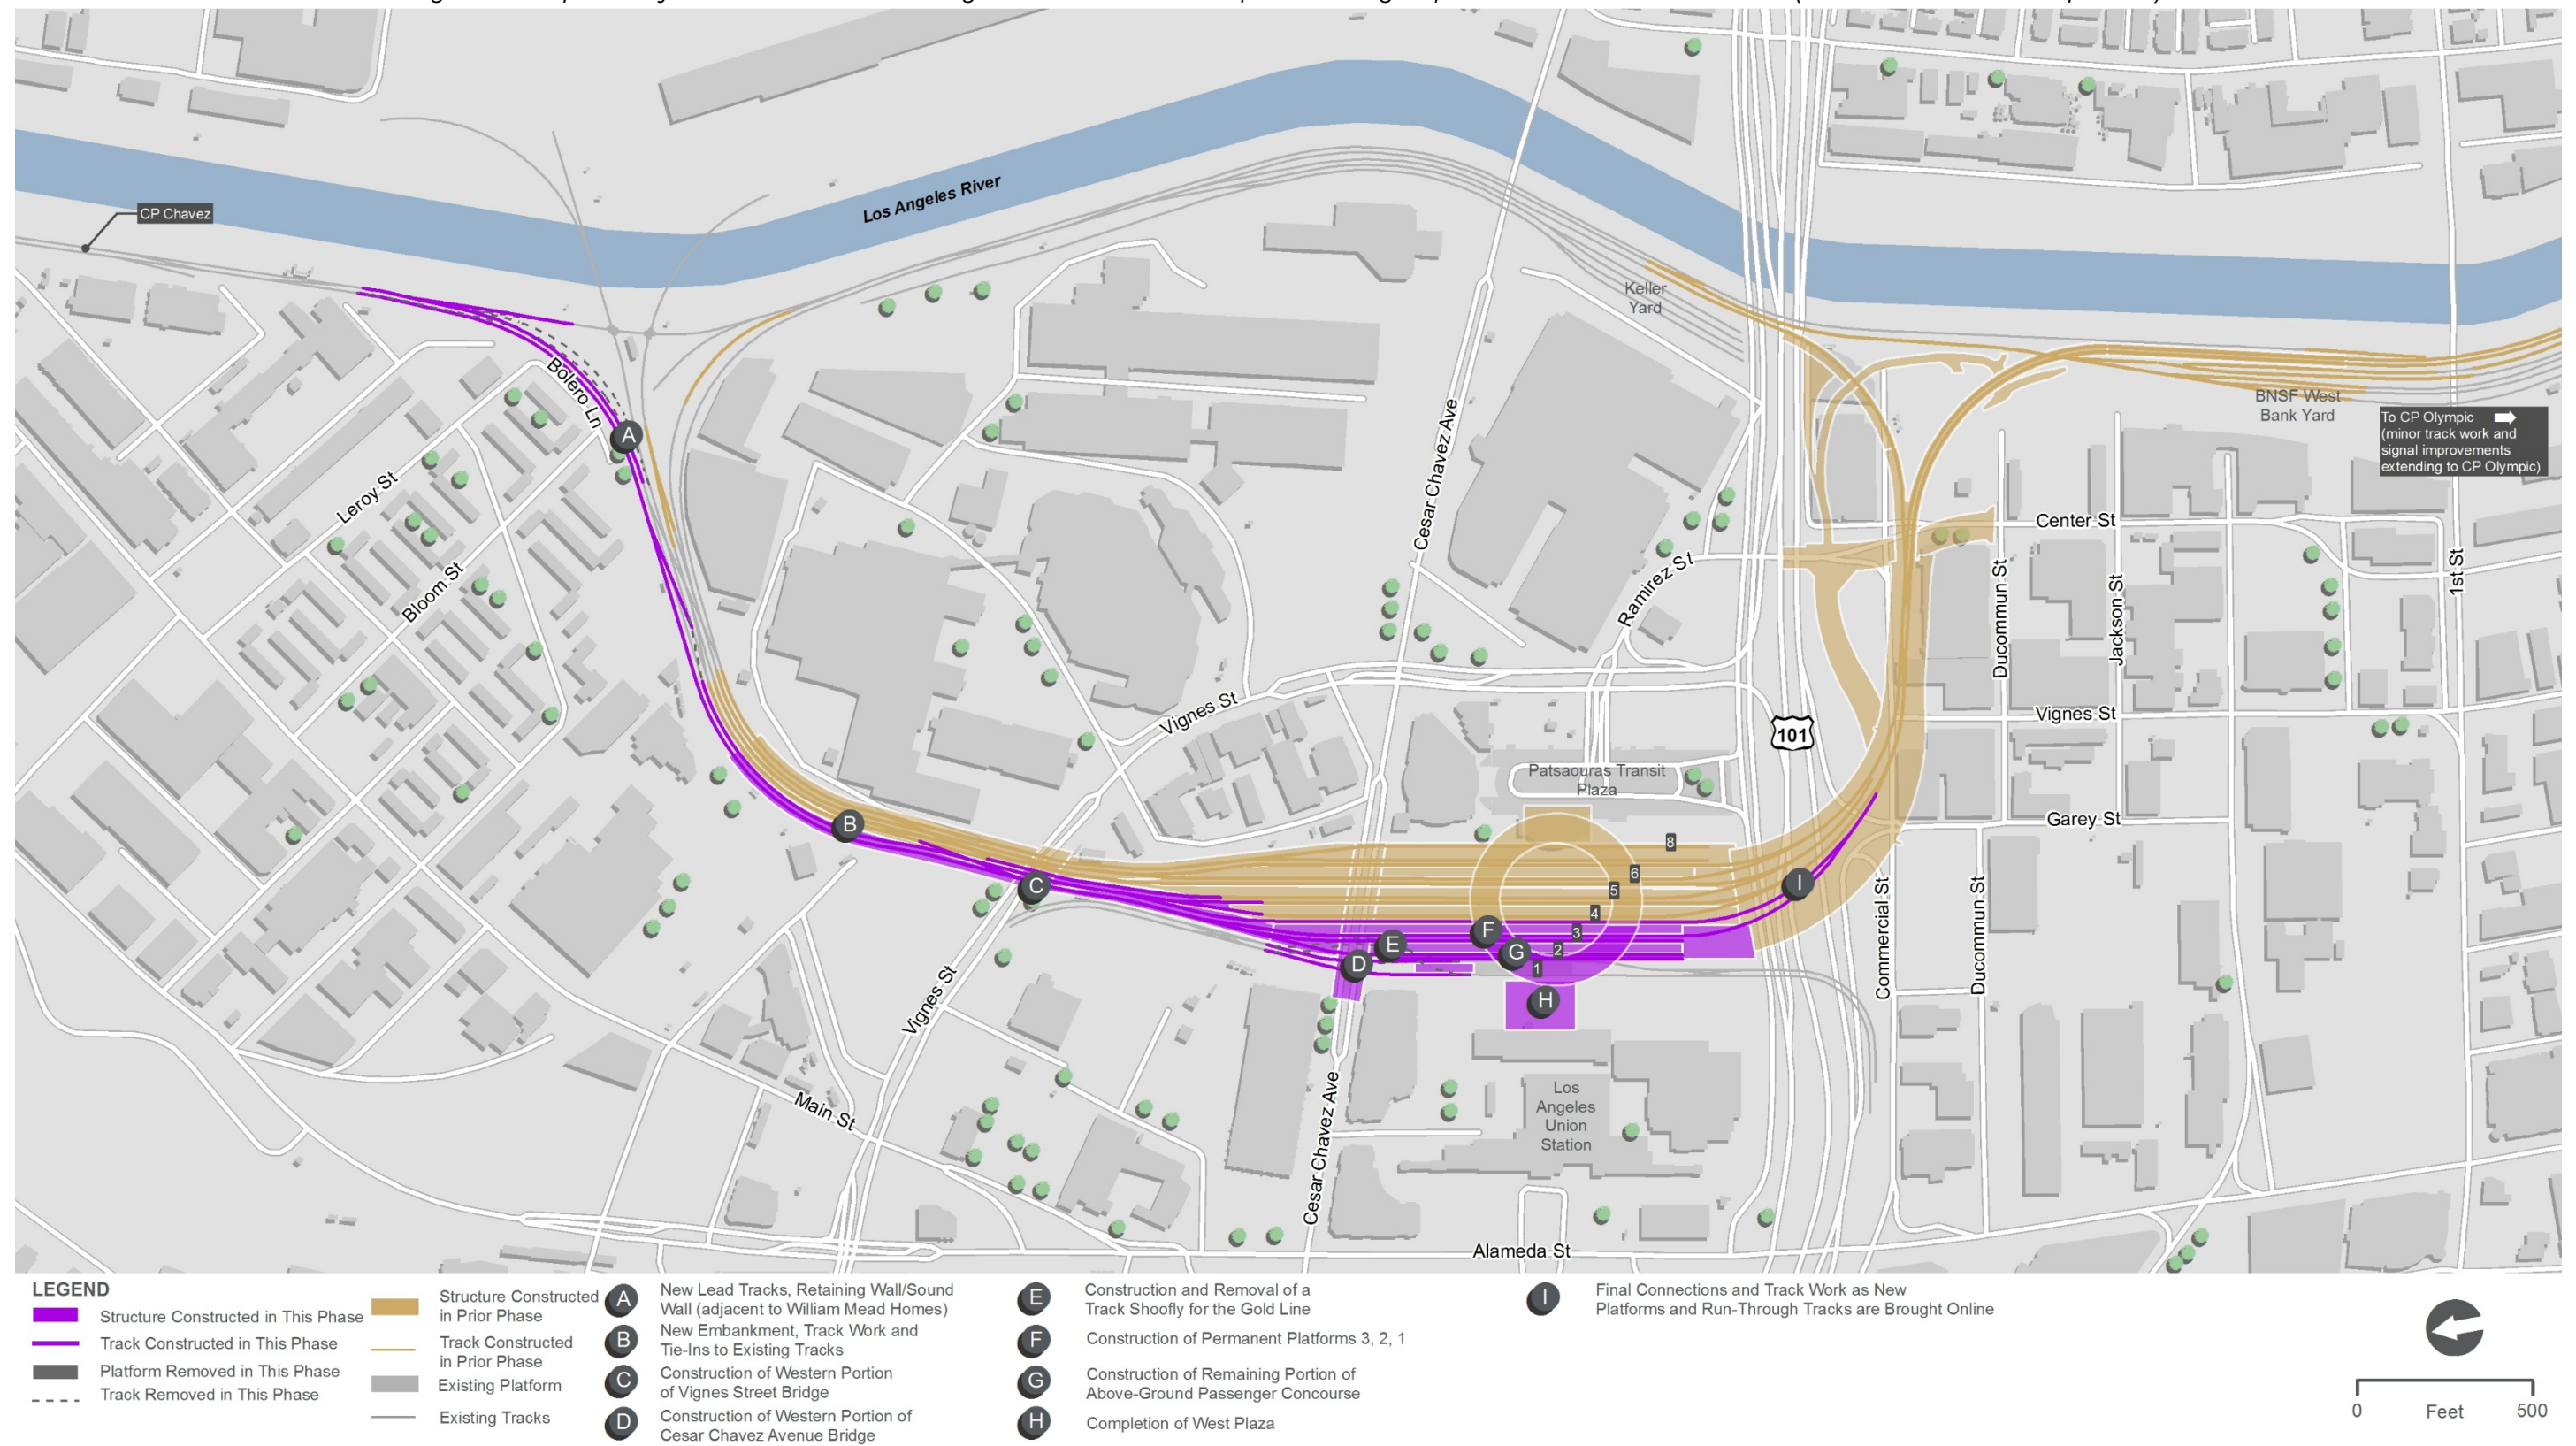 Los Angeles River
CP Chavez
Keller
Yard
BNSF West
Bank Yard
To CP Olympic
(minor track work and
signal improvements
extending to CP Olympic)
Bolero Ln
A
Leroy St
Bloom St
Cesar Chavez Ave
Ramirez St
Center St
Ducommun St
Jackson St
1st St
Vignes St
101
Vignes St
Patsaouras Transit
Plaza
Garey St
B
C
D
E
F
G
H
I
8
6
5
4
3
2
1
Commercial St
Ducommun St
Vignes St
Main St
Cesar Chavez Ave
Los
Angeles
Union
Station
Alameda St
LEGEND
Structure Constructed in This Phase
Track Constructed in This Phase
Platform Removed in This Phase
Track Removed in This Phase
Structure Constructed
in Prior Phase
Track Constructed
in Prior Phase
Existing Platform
Existing Tracks
A New Lead Tracks, Retaining Wall/Sound
Wall (adjacent to William Mead Homes)
B New Embankment, Track Work and
Tie-Ins to Existing Tracks
C Construction of Western Portion
of Vignes Street Bridge
D Construction of Western Portion of
Cesar Chavez Avenue Bridge
E Construction and Removal of a
Track Shoofly for the Gold Line
F Construction of Permanent Platforms 3, 2, 1
G Construction of Remaining Portion of
Above-Ground Passenger Concourse
H Completion of West Plaza
I Final Connections and Track Work as New
Platforms and Run-Through Tracks are Brought Online
0 Feet 500